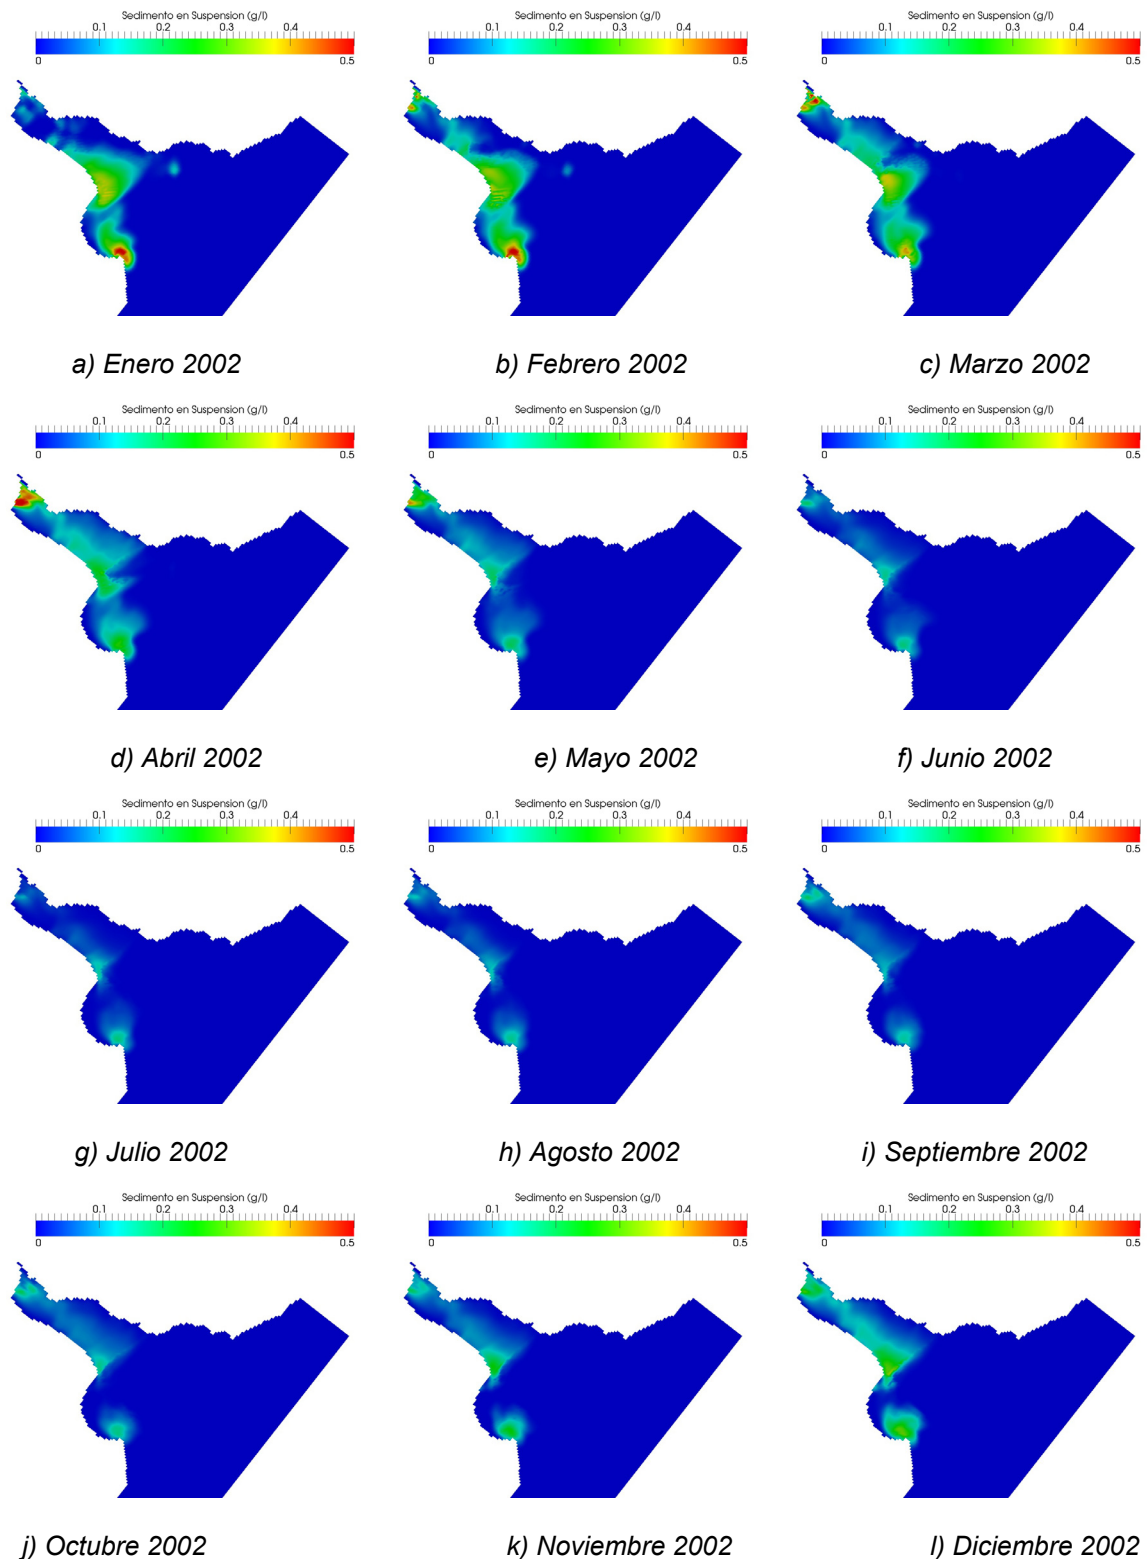 Sedimento en Suspension (g/l) Sedimento en Suspension (g/l) Sedimento en Suspension (g/l)
0.1 0.2 0.3 0.4 0.1 0.2 0.3 0.4 0.1 0.2 0.3 0.4
0 0.5 0 0.5 0 0.5
a) Enero 2002 b) Febrero 2002 c) Marzo 2002
Sedimento en Suspension (g/l) Sedimento en Suspension (g/l) Sedimento en Suspension (g/l)
0.1 0.2 0.3 0.4 0.1 0.2 0.3 0.4 0.1 0.2 0.3 0.4
0 0.5 0 0.5 0 0.5
d) Abril 2002 e) Mayo 2002 f) Junio 2002
Sedimento en Suspension (g/l) Sedimento en Suspension (g/l) Sedimento en Suspension (g/l)
0.1 0.2 0.3 0.4 0.1 0.2 0.3 0.4 0.1 0.2 0.3 0.4
0 0.5 0 0.5 0 0.5
g) Julio 2002 h) Agosto 2002 i) Septiembre 2002
Sedimento en Suspension (g/l) Sedimento en Suspension (g/l) Sedimento en Suspension (g/l)
0.1 0.2 0.3 0.4 0.1 0.2 0.3 0.4 0.1 0.2 0.3 0.4
0 0.5 0 0.5 0 0.5
j) Octubre 2002 k) Noviembre 2002 l) Diciembre 2002